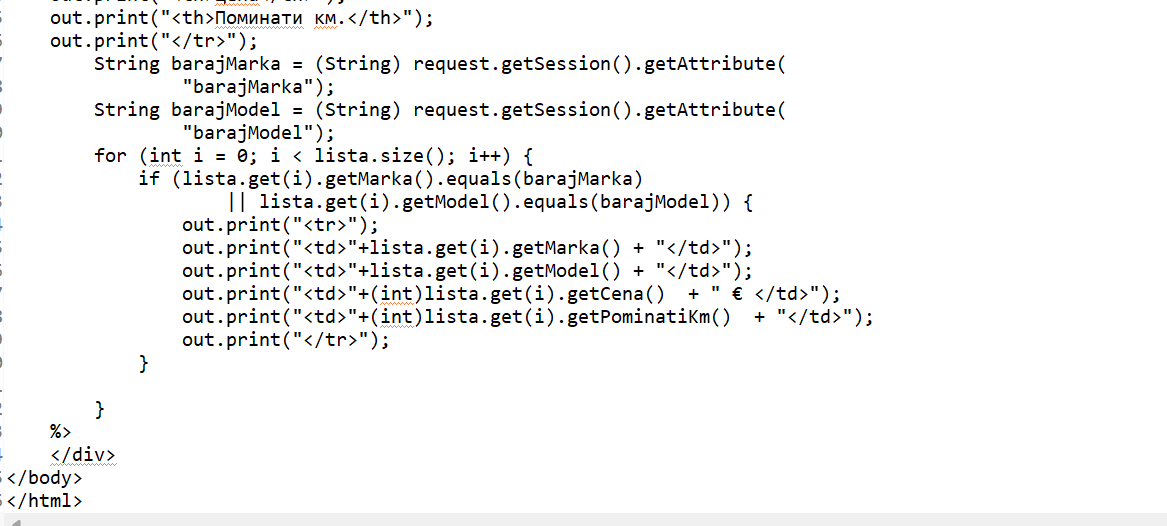 out.print("<th>Поминати км.</th>");
out.print("</tr>");
String barajMarka = (String) request.getSession().getAttribute(
"barajMarka");
String barajModel = (String) request.getSession().getAttribute(
"barajModel");
for (int i = 0; i < lista.size(); i++) {
if (lista.get(i).getMarka().equals(barajMarka)
|| lista.get(i).getModel().equals(barajModel)) {
out.print("<tr>");
out.print("<td>"+lista.get(i).getMarka() + "</td>");
out.print("<td>"+lista.get(i).getModel() + "</td>");
out.print("<td>"+(int)lista.get(i).getCena()  + " € </td>");
out.print("<td>"+(int)lista.get(i).getPominatiKm()  + "</td>");
out.print("</tr>");
}
}
%>
</div>
</body>
</html>